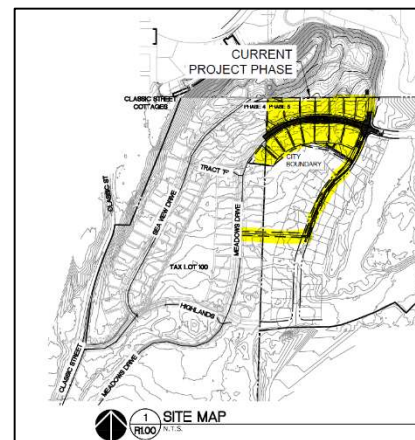 CURRENT
PROJECT PHASE
CLASSIC STREET
COTTAGES
PHASE 4 PHASE 5
CITY
BOUNDARY
CLASSIC ST
TRACT 'F'
SEA VIEW DRIVE
MEADOWS DRIVE
TAX LOT 100
HIGHLANDS
CLASSIC STREET
MEADOWS DRIVE
1
R1.00
SITE MAP
N.T.S.